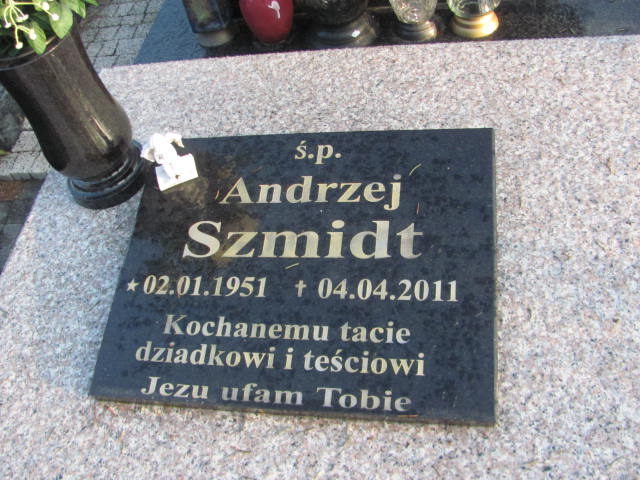 ś.p.
Andrzej
Szmidt
★02.01.1951 † 04.04.2011
Kochanemu tacie
dziadkowi i teściowi
Jezu ufam Tobie